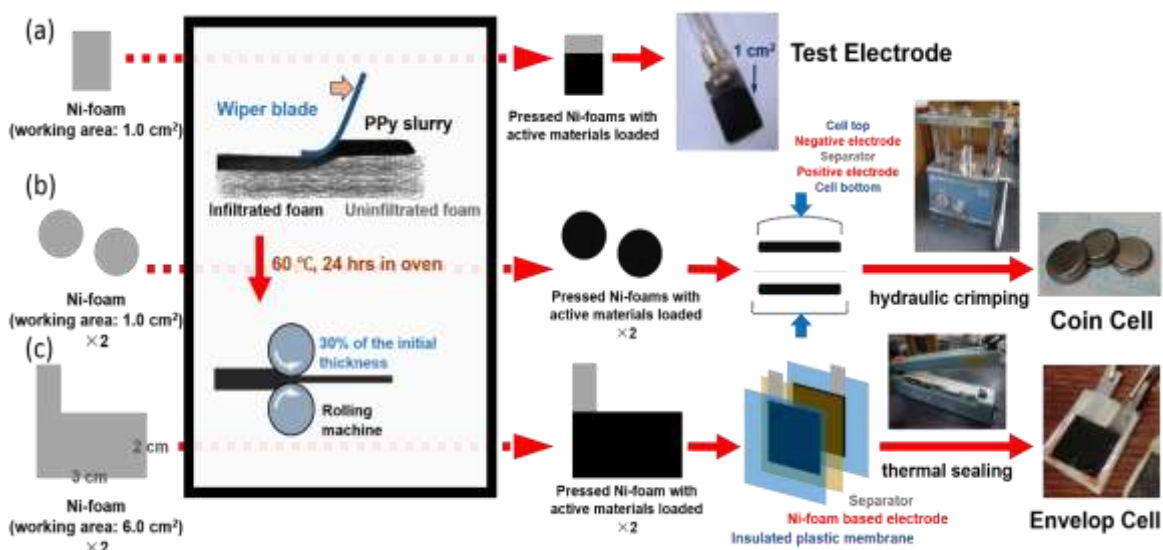 (a)
Ni-foam
(working area: 1.0 cm²)
Wiper blade
PPy slurry
Infiltrated foam
Uninfiltrated foam
60 ℃, 24 hrs in oven
30% of the initial
thickness
Rolling
machine
Pressed Ni-foams with
active materials loaded
1 cm²
Test Electrode
(b)
Ni-foam
(working area: 1.0 cm²)
×2
Pressed Ni-foams with
active materials loaded
×2
Cell top
Negative electrode
Separator
Positive electrode
Cell bottom
hydraulic crimping
Coin Cell
(c)
2 cm
3 cm
Ni-foam
(working area: 6.0 cm²)
×2
Pressed Ni-foam with
active materials loaded
×2
Separator
Ni-foam based electrode
Insulated plastic membrane
thermal sealing
Envelop Cell